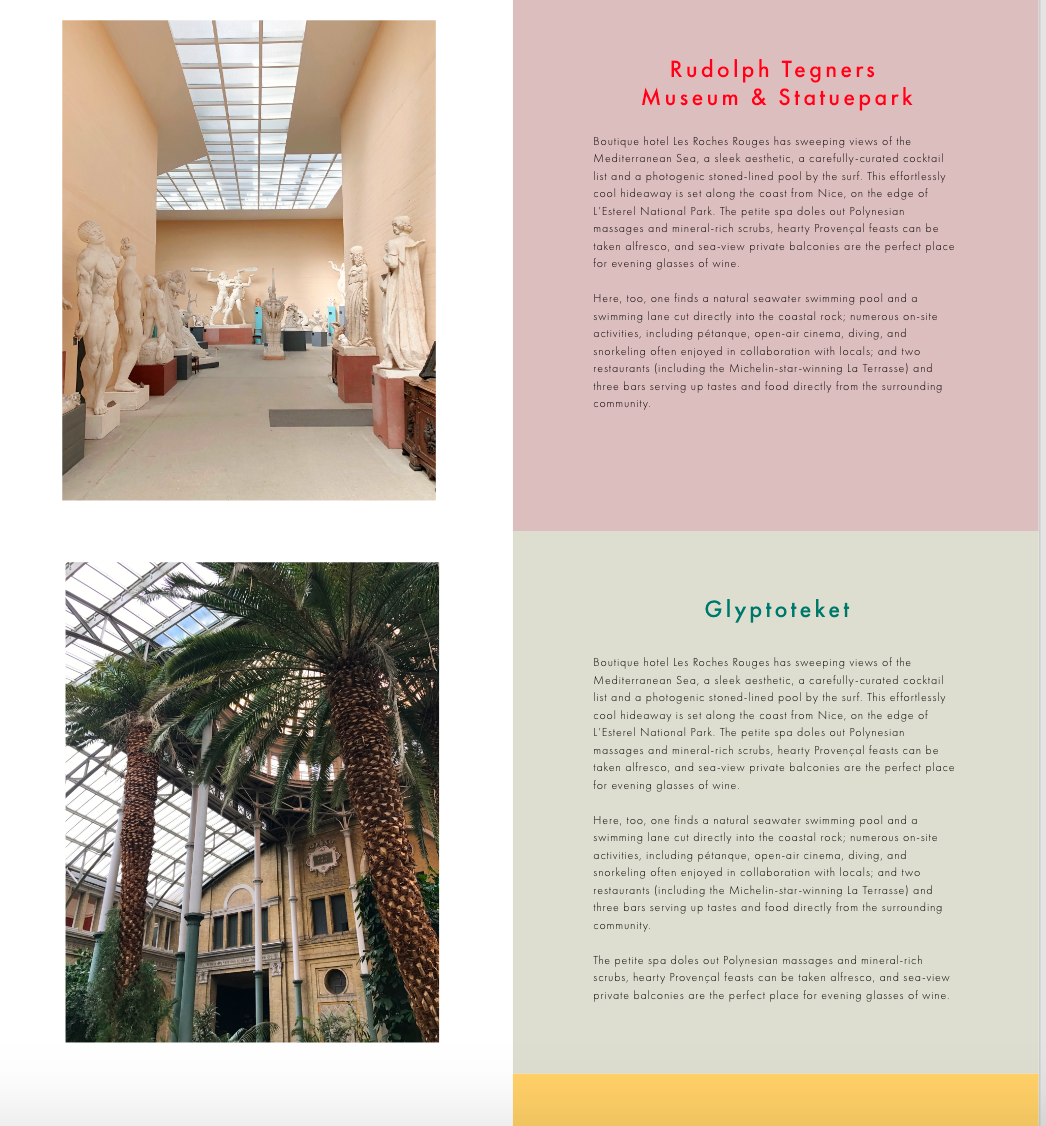 Rudolph Tegners
Museum & Statuepark
Boutique hotel Les Roches Rouges has sweeping views of the
Mediterranean Sea, a sleek aesthetic, a carefully-curated cocktail
list and a photogenic stoned-lined pool by the surf. This effortlessly
cool hideaway is set along the coast from Nice, on the edge of
L'Esterel National Park. The petite spa doles out Polynesian
massages and mineral-rich scrubs, hearty Provençal feasts can be
taken alfresco, and sea-view private balconies are the perfect place
for evening glasses of wine.
Here, too, one finds a natural seawater swimming pool and a
swimming lane cut directly into the coastal rock; numerous on-site
activities, including pétanque, open-air cinema, diving, and
snorkeling often enjoyed in collaboration with locals; and two
restaurants (including the Michelin-star-winning La Terrasse) and
three bars serving up tastes and food directly from the surrounding
community.
Glyptoteket
Boutique hotel Les Roches Rouges has sweeping views of the
Mediterranean Sea, a sleek aesthetic, a carefully-curated cocktail
list and a photogenic stoned-lined pool by the surf. This effortlessly
cool hideaway is set along the coast from Nice, on the edge of
L'Esterel National Park. The petite spa doles out Polynesian
massages and mineral-rich scrubs, hearty Provençal feasts can be
taken alfresco, and sea-view private balconies are the perfect place
for evening glasses of wine.
Here, too, one finds a natural seawater swimming pool and a
swimming lane cut directly into the coastal rock; numerous on-site
activities, including pétanque, open-air cinema, diving, and
snorkeling often enjoyed in collaboration with locals; and two
restaurants (including the Michelin-star-winning La Terrasse) and
three bars serving up tastes and food directly from the surrounding
community.
The petite spa doles out Polynesian massages and mineral-rich
scrubs, hearty Provençal feasts can be taken alfresco, and sea-view
private balconies are the perfect place for evening glasses of wine.